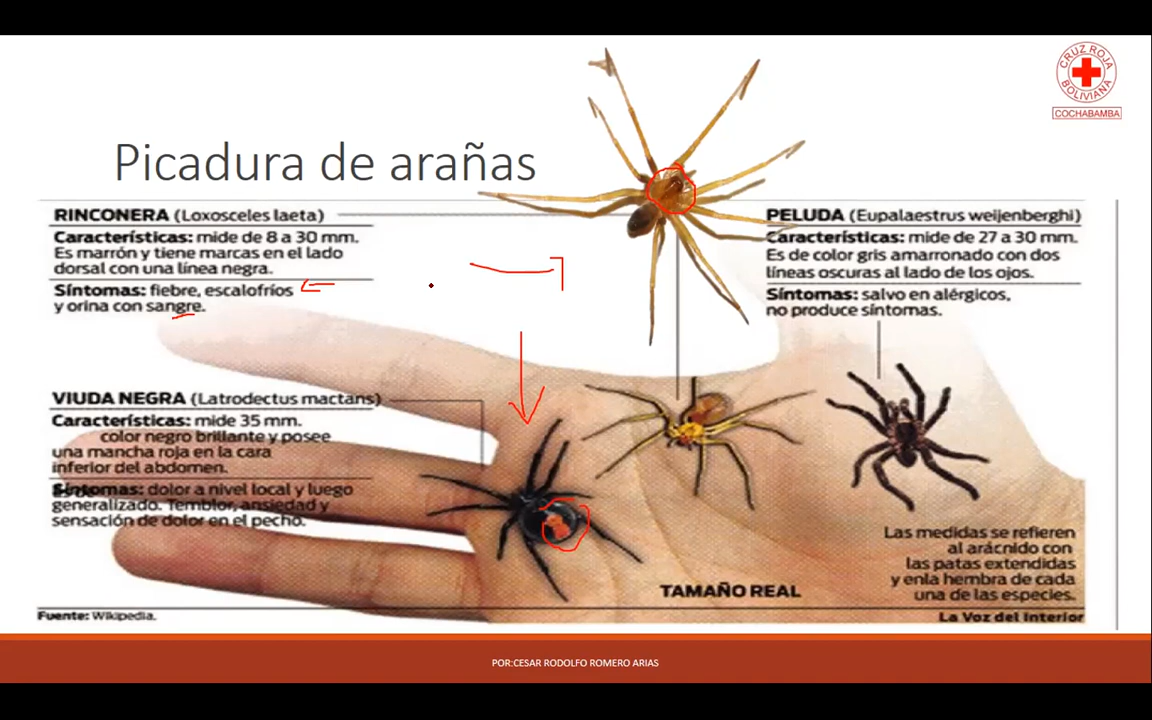 CRUZ ROJA
BOLIVIANA
COCHABAMBA
Picadura de arañas
RINCONERA (Loxosceles laeta)
Características: mide de 8 a 30 mm.
Es marrón y tiene marcas en el lado
dorsal con una línea negra.
Síntomas: fiebre, escalofríos
y orina con sangre.
PELUDA (Eupalaestrus weijenberghi)
Características: mide de 27 a 30 mm.
Es de color gris amarronado con dos
líneas oscuras al lado de los ojos.
Síntomas: salvo en alérgicos,
no produce síntomas.
VIUDA NEGRA (Latrodectus mactans)
Características: mide 35 mm.
color negro brillante y posee
una mancha roja en la cara
inferior del abdomen.
Síntomas: dolor a nivel local y luego
generalizado. Temblor, ansiedad y
sensación de dolor en el pecho.
Las medidas se refieren
al arácnido con
las patas extendidas
y enla hembra de cada
una de las especies.
TAMAÑO REAL
Fuente: Wikipedia.
La Voz del Interior
POR:CESAR RODOLFO ROMERO ARIAS